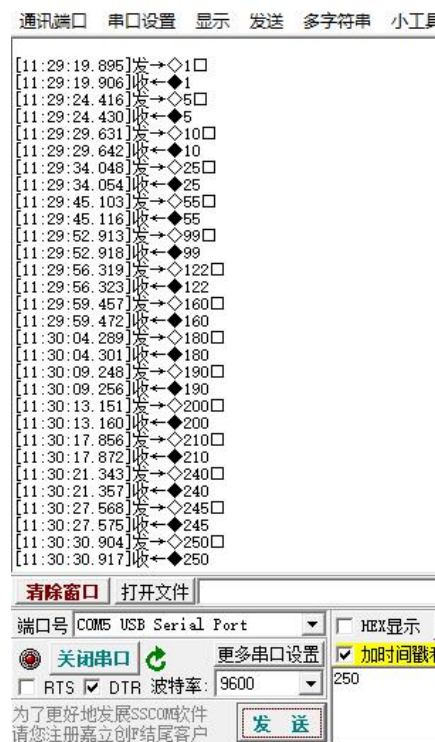 通讯端口 串口设置 显示 发送 多字符串 小工具
[11:29:19.895]发→◇1□
[11:29:19.906]收←◆1
[11:29:24.416]发→◇5□
[11:29:24.430]收←◆5
[11:29:29.631]发→◇10□
[11:29:29.642]收←◆10
[11:29:34.048]发→◇25□
[11:29:34.054]收←◆25
[11:29:45.103]发→◇55□
[11:29:45.116]收←◆55
[11:29:52.913]发→◇99□
[11:29:52.918]收←◆99
[11:29:56.319]发→◇122□
[11:29:56.323]收←◆122
[11:29:59.457]发→◇160□
[11:29:59.472]收←◆160
[11:30:04.289]发→◇180□
[11:30:04.301]收←◆180
[11:30:09.248]发→◇190□
[11:30:09.256]收←◆190
[11:30:13.151]发→◇200□
[11:30:13.160]收←◆200
[11:30:17.856]发→◇210□
[11:30:17.872]收←◆210
[11:30:21.343]发→◇240□
[11:30:21.357]收←◆240
[11:30:27.568]发→◇245□
[11:30:27.575]收←◆245
[11:30:30.904]发→◇250□
[11:30:30.917]收←◆250
清除窗口 打开文件
端口号 COM5 USB Serial Port HEX显示
关闭串口 更多串口设置 加时间戳
RTS DTR 波特率: 9600 250
为了更好地发展SSCOM软件
请您注册嘉立创F结尾客户
发 送